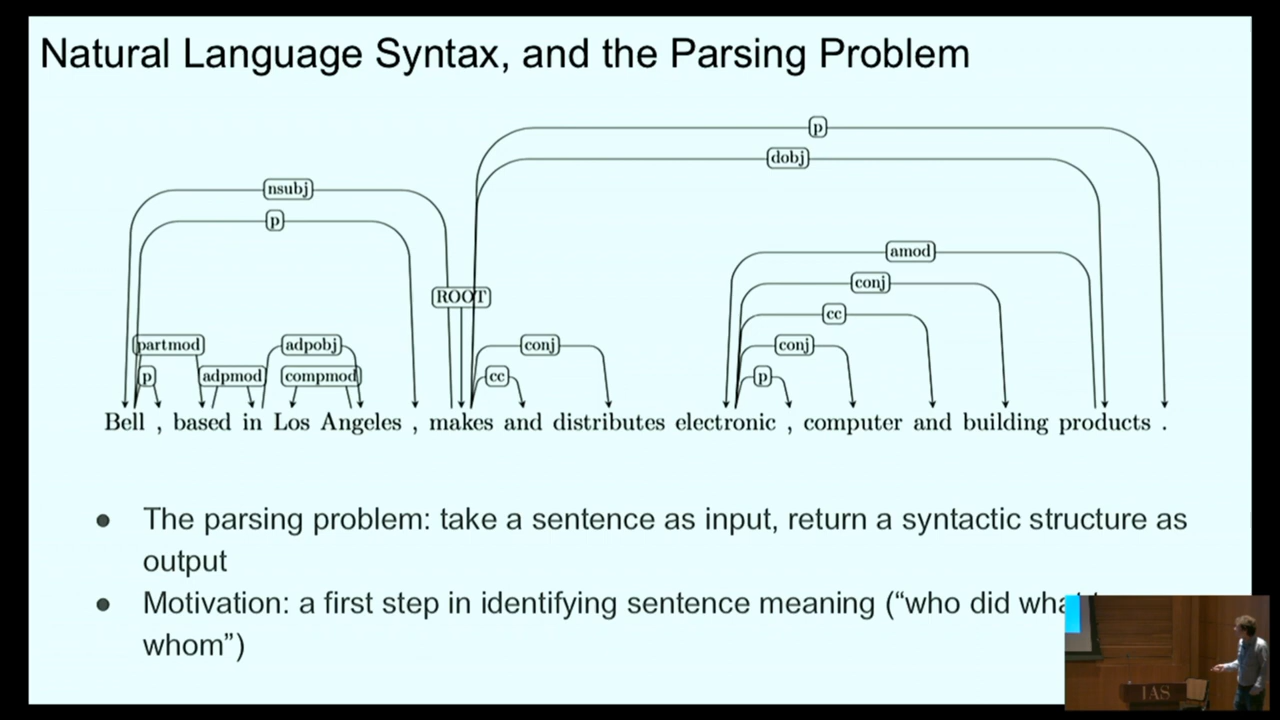 Natural Language Syntax, and the Parsing Problem
p
dobj
nsubj
p
amod
conj
ROOT
cc
partmod
adpobj
conj
conj
p
adpmod
compmod
cc
p
Bell , based in Los Angeles , makes and distributes electronic , computer and building products .
● The parsing problem: take a sentence as input, return a syntactic structure as
output
● Motivation: a first step in identifying sentence meaning (“who did what
whom”)
IAS